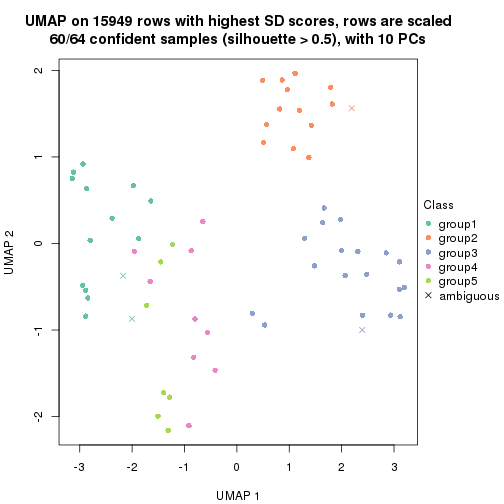 UMAP on 15949 rows with highest SD scores, rows are scaled
60/64 confident samples (silhouette > 0.5), with 10 PCs
2
1
0
-1
-2
UMAP 2
-3
-2
-1
0
1
2
3
UMAP 1
Class
group1
group2
group3
group4
group5
ambiguous